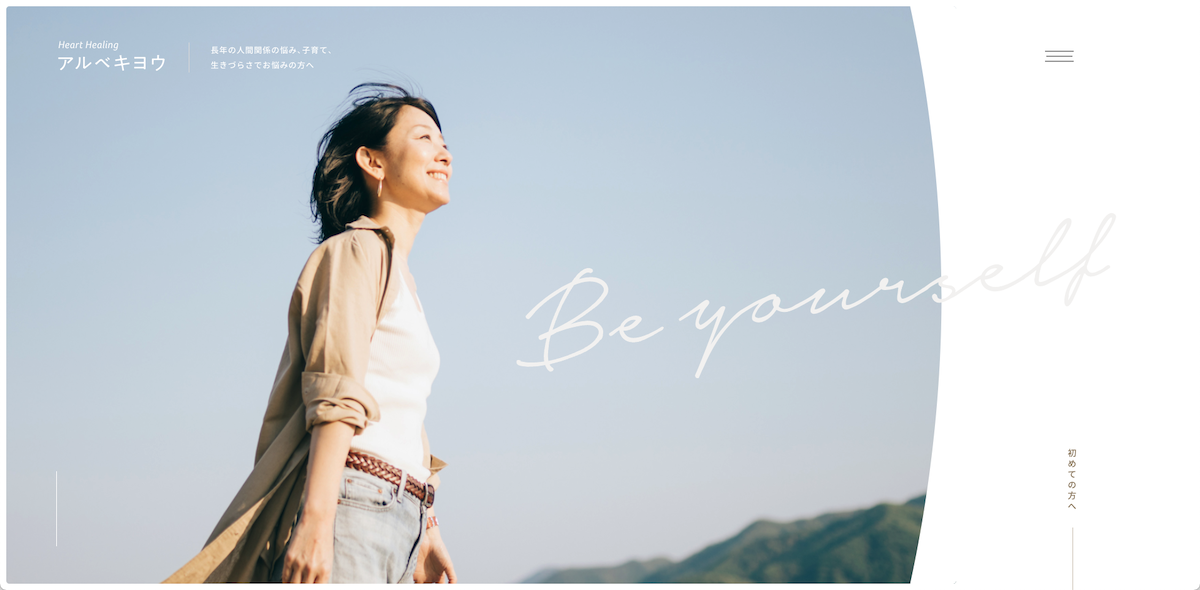 Heart Healing
アルベキヨウ
長年の人間関係の悩み、子育て、
生きづらさでお悩みの方へ
Be yourself
初めての方へ